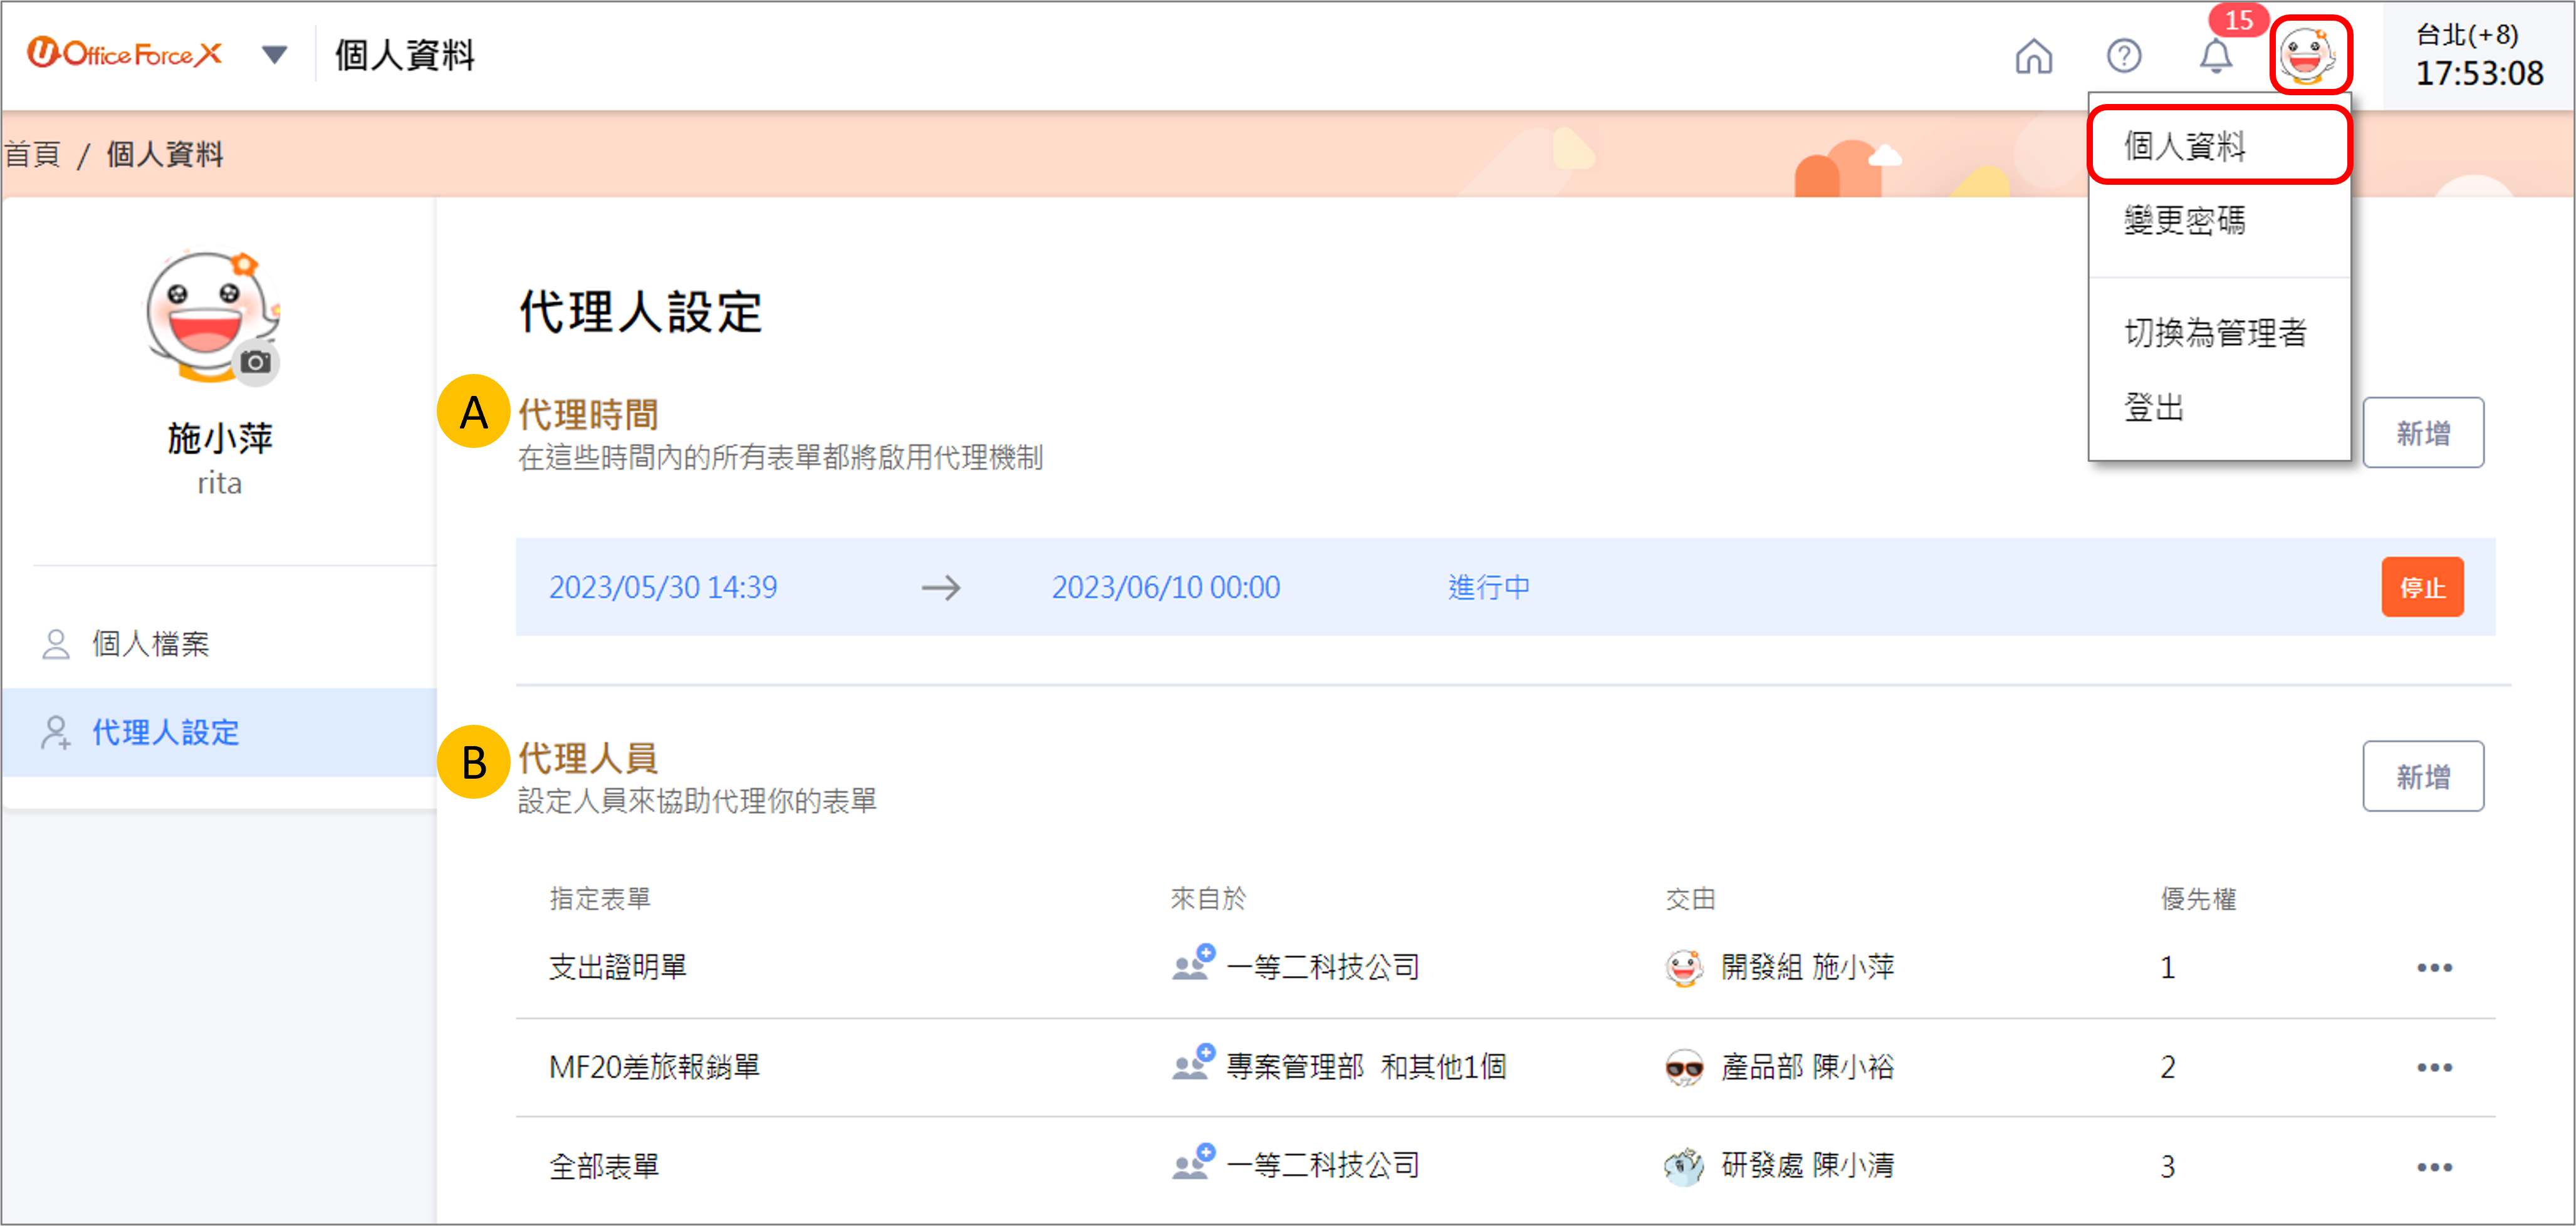 U-Office Force X
個人資料
15
台北(+8)
17:53:08
首頁 / 個人資料
個人資料
變更密碼
切換為管理者
登出
施小萍
rita
個人檔案
代理人設定
代理人設定
A 代理時間
在這些時間內的所有表單都將啟用代理機制
新增
2023/05/30 14:39 → 2023/06/10 00:00 進行中 停止
B 代理人員
設定人員來協助代理你的表單
新增
指定表單 來自於 交由 優先權
支出證明單 一等二科技公司 開發組 施小萍 1
MF20差旅報銷單 專案管理部 和其他1個 產品部 陳小裕 2
全部表單 一等二科技公司 研發處 陳小清 3